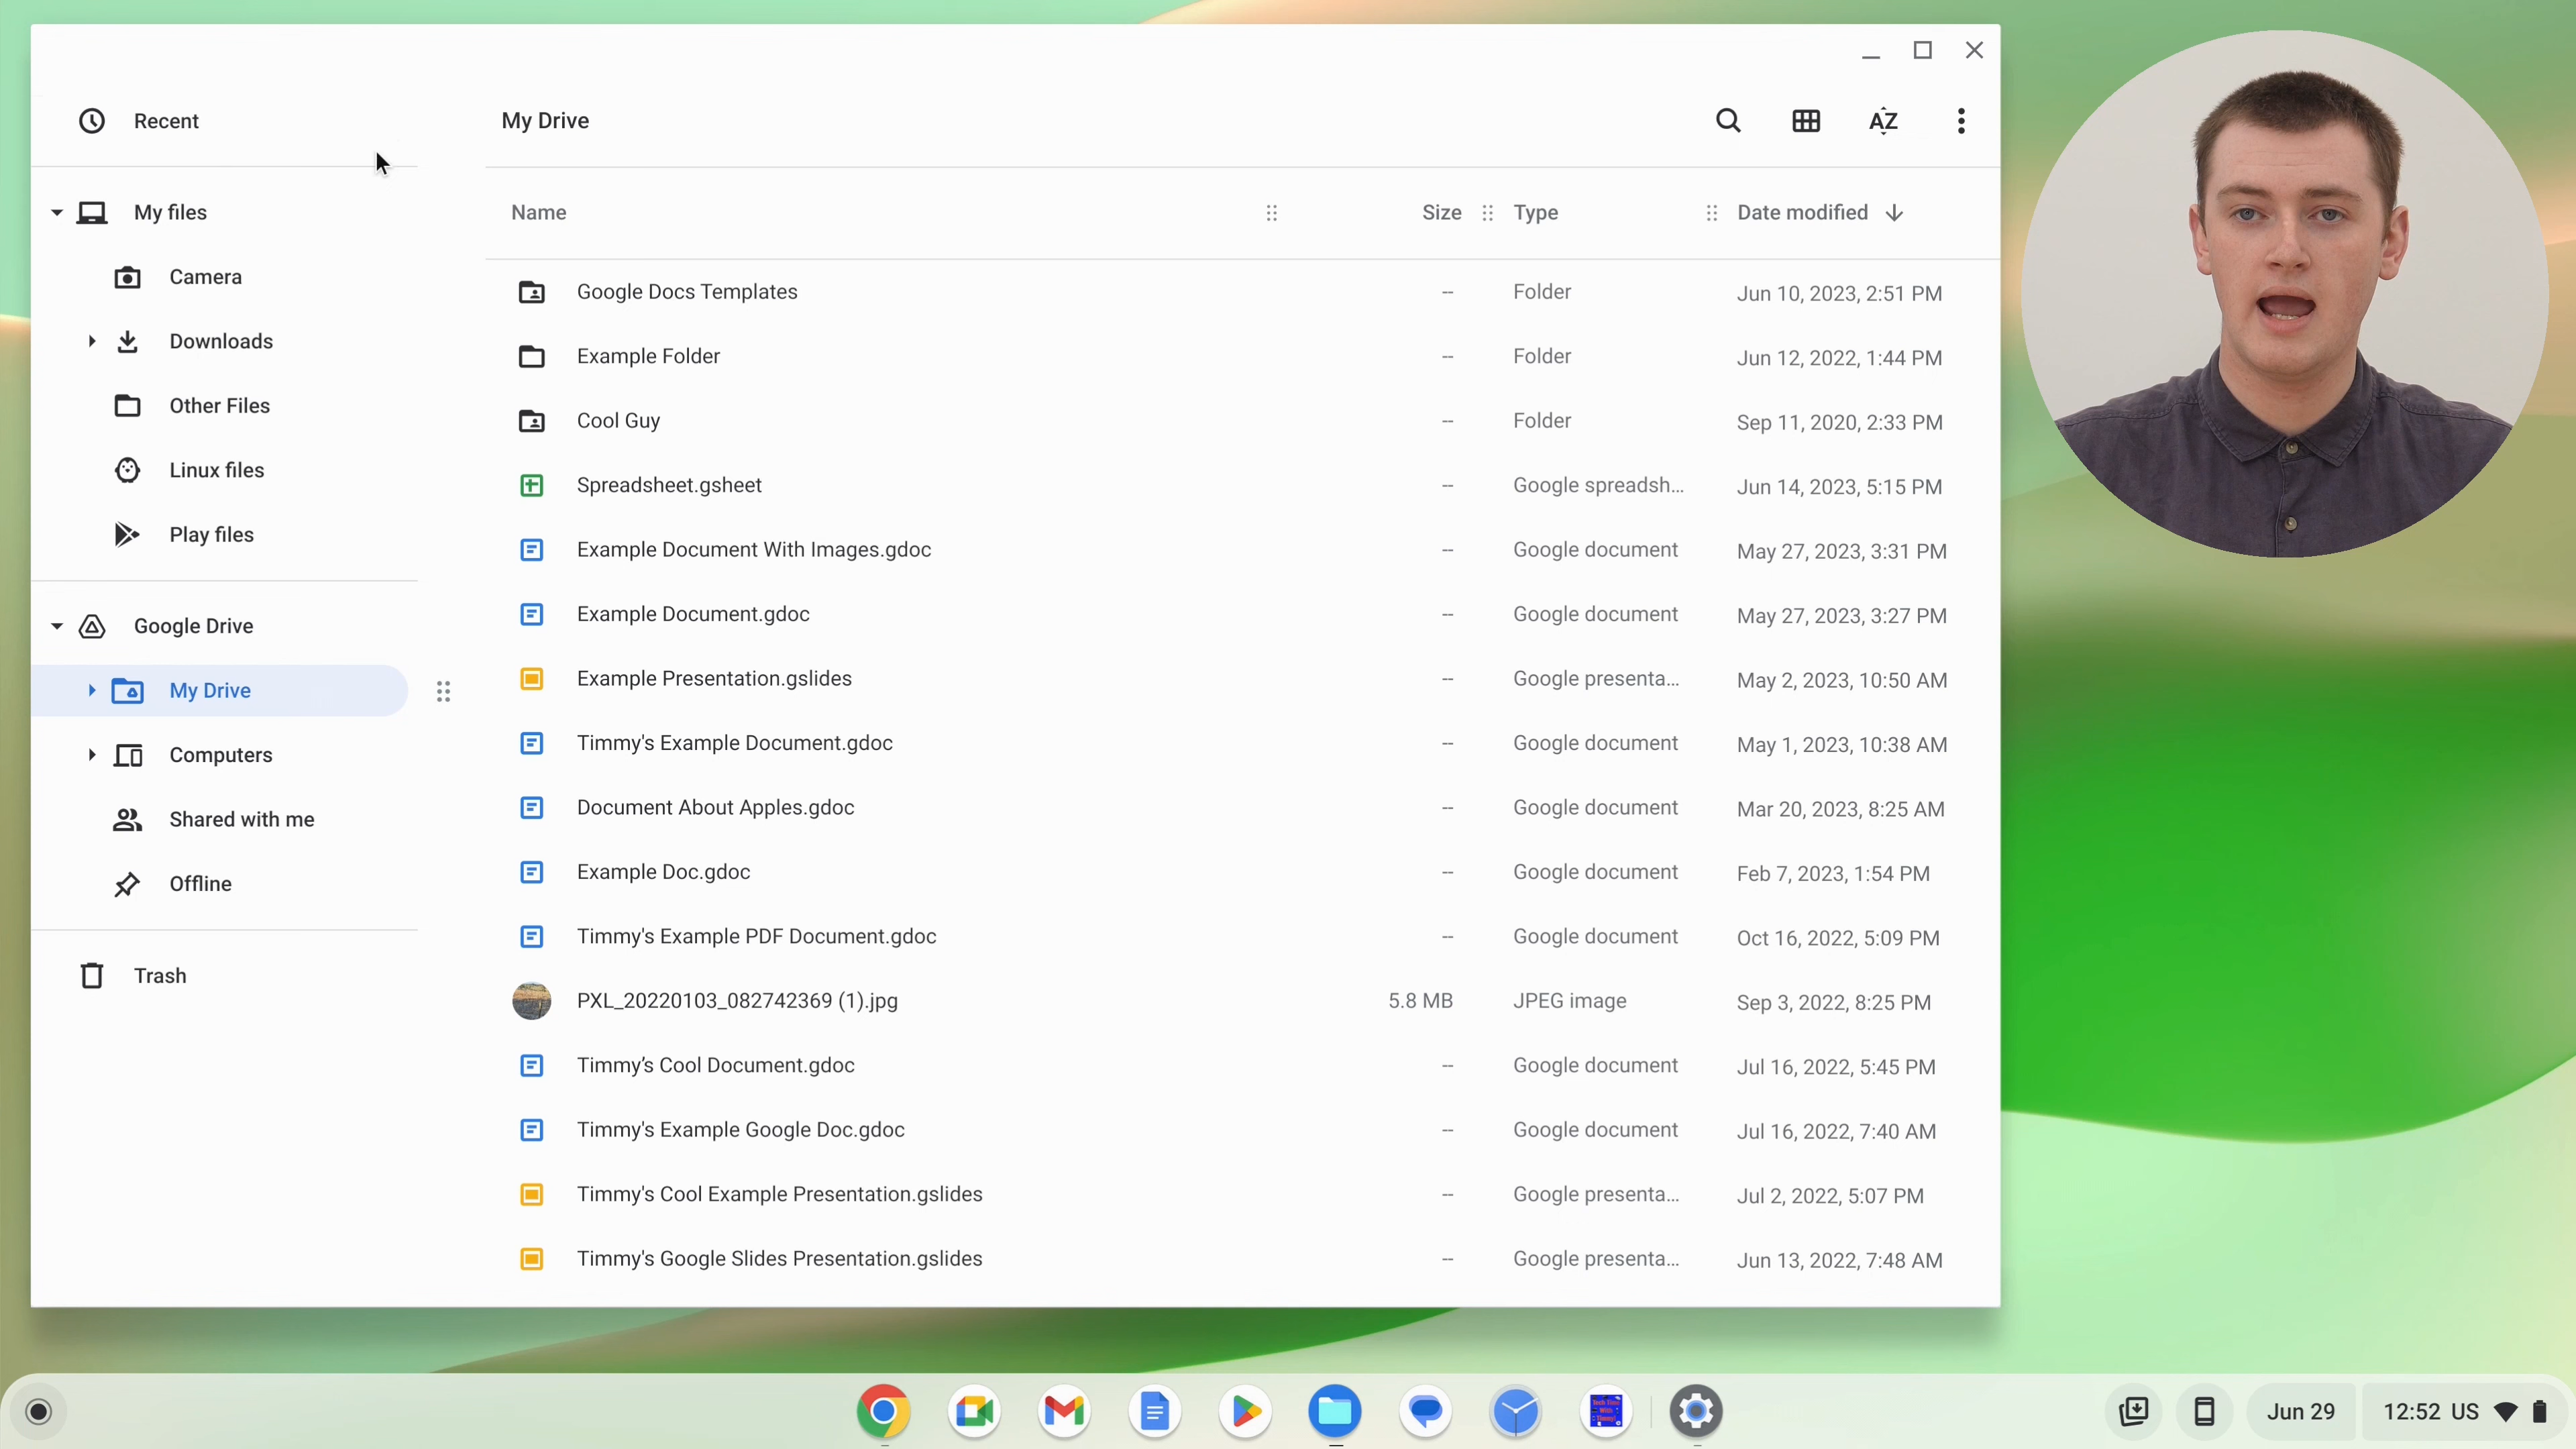 Recent
My files
Camera
Downloads
Other Files
Linux files
Play files
Google Drive
My Drive
Computers
Shared with me
Offline
Trash
My Drive
AZ
Name Size Type Date modified
Google Docs Templates -- Folder Jun 10, 2023, 2:51 PM
Example Folder -- Folder Jun 12, 2022, 1:44 PM
Cool Guy -- Folder Sep 11, 2020, 2:33 PM
Spreadsheet.gsheet -- Google spreadsh... Jun 14, 2023, 5:15 PM
Example Document With Images.gdoc -- Google document May 27, 2023, 3:31 PM
Example Document.gdoc -- Google document May 27, 2023, 3:27 PM
Example Presentation.gslides -- Google presenta... May 2, 2023, 10:50 AM
Timmy's Example Document.gdoc -- Google document May 1, 2023, 10:38 AM
Document About Apples.gdoc -- Google document Mar 20, 2023, 8:25 AM
Example Doc.gdoc -- Google document Feb 7, 2023, 1:54 PM
Timmy's Example PDF Document.gdoc -- Google document Oct 16, 2022, 5:09 PM
PXL_20220103_082742369 (1).jpg 5.8 MB JPEG image Sep 3, 2022, 8:25 PM
Timmy’s Cool Document.gdoc -- Google document Jul 16, 2022, 5:45 PM
Timmy's Example Google Doc.gdoc -- Google document Jul 16, 2022, 7:40 AM
Timmy's Cool Example Presentation.gslides -- Google presenta... Jul 2, 2022, 5:07 PM
Timmy's Google Slides Presentation.gslides -- Google presenta... Jun 13, 2022, 7:48 AM
Tech Time
With
Timmy!
Jun 29 12:52 US